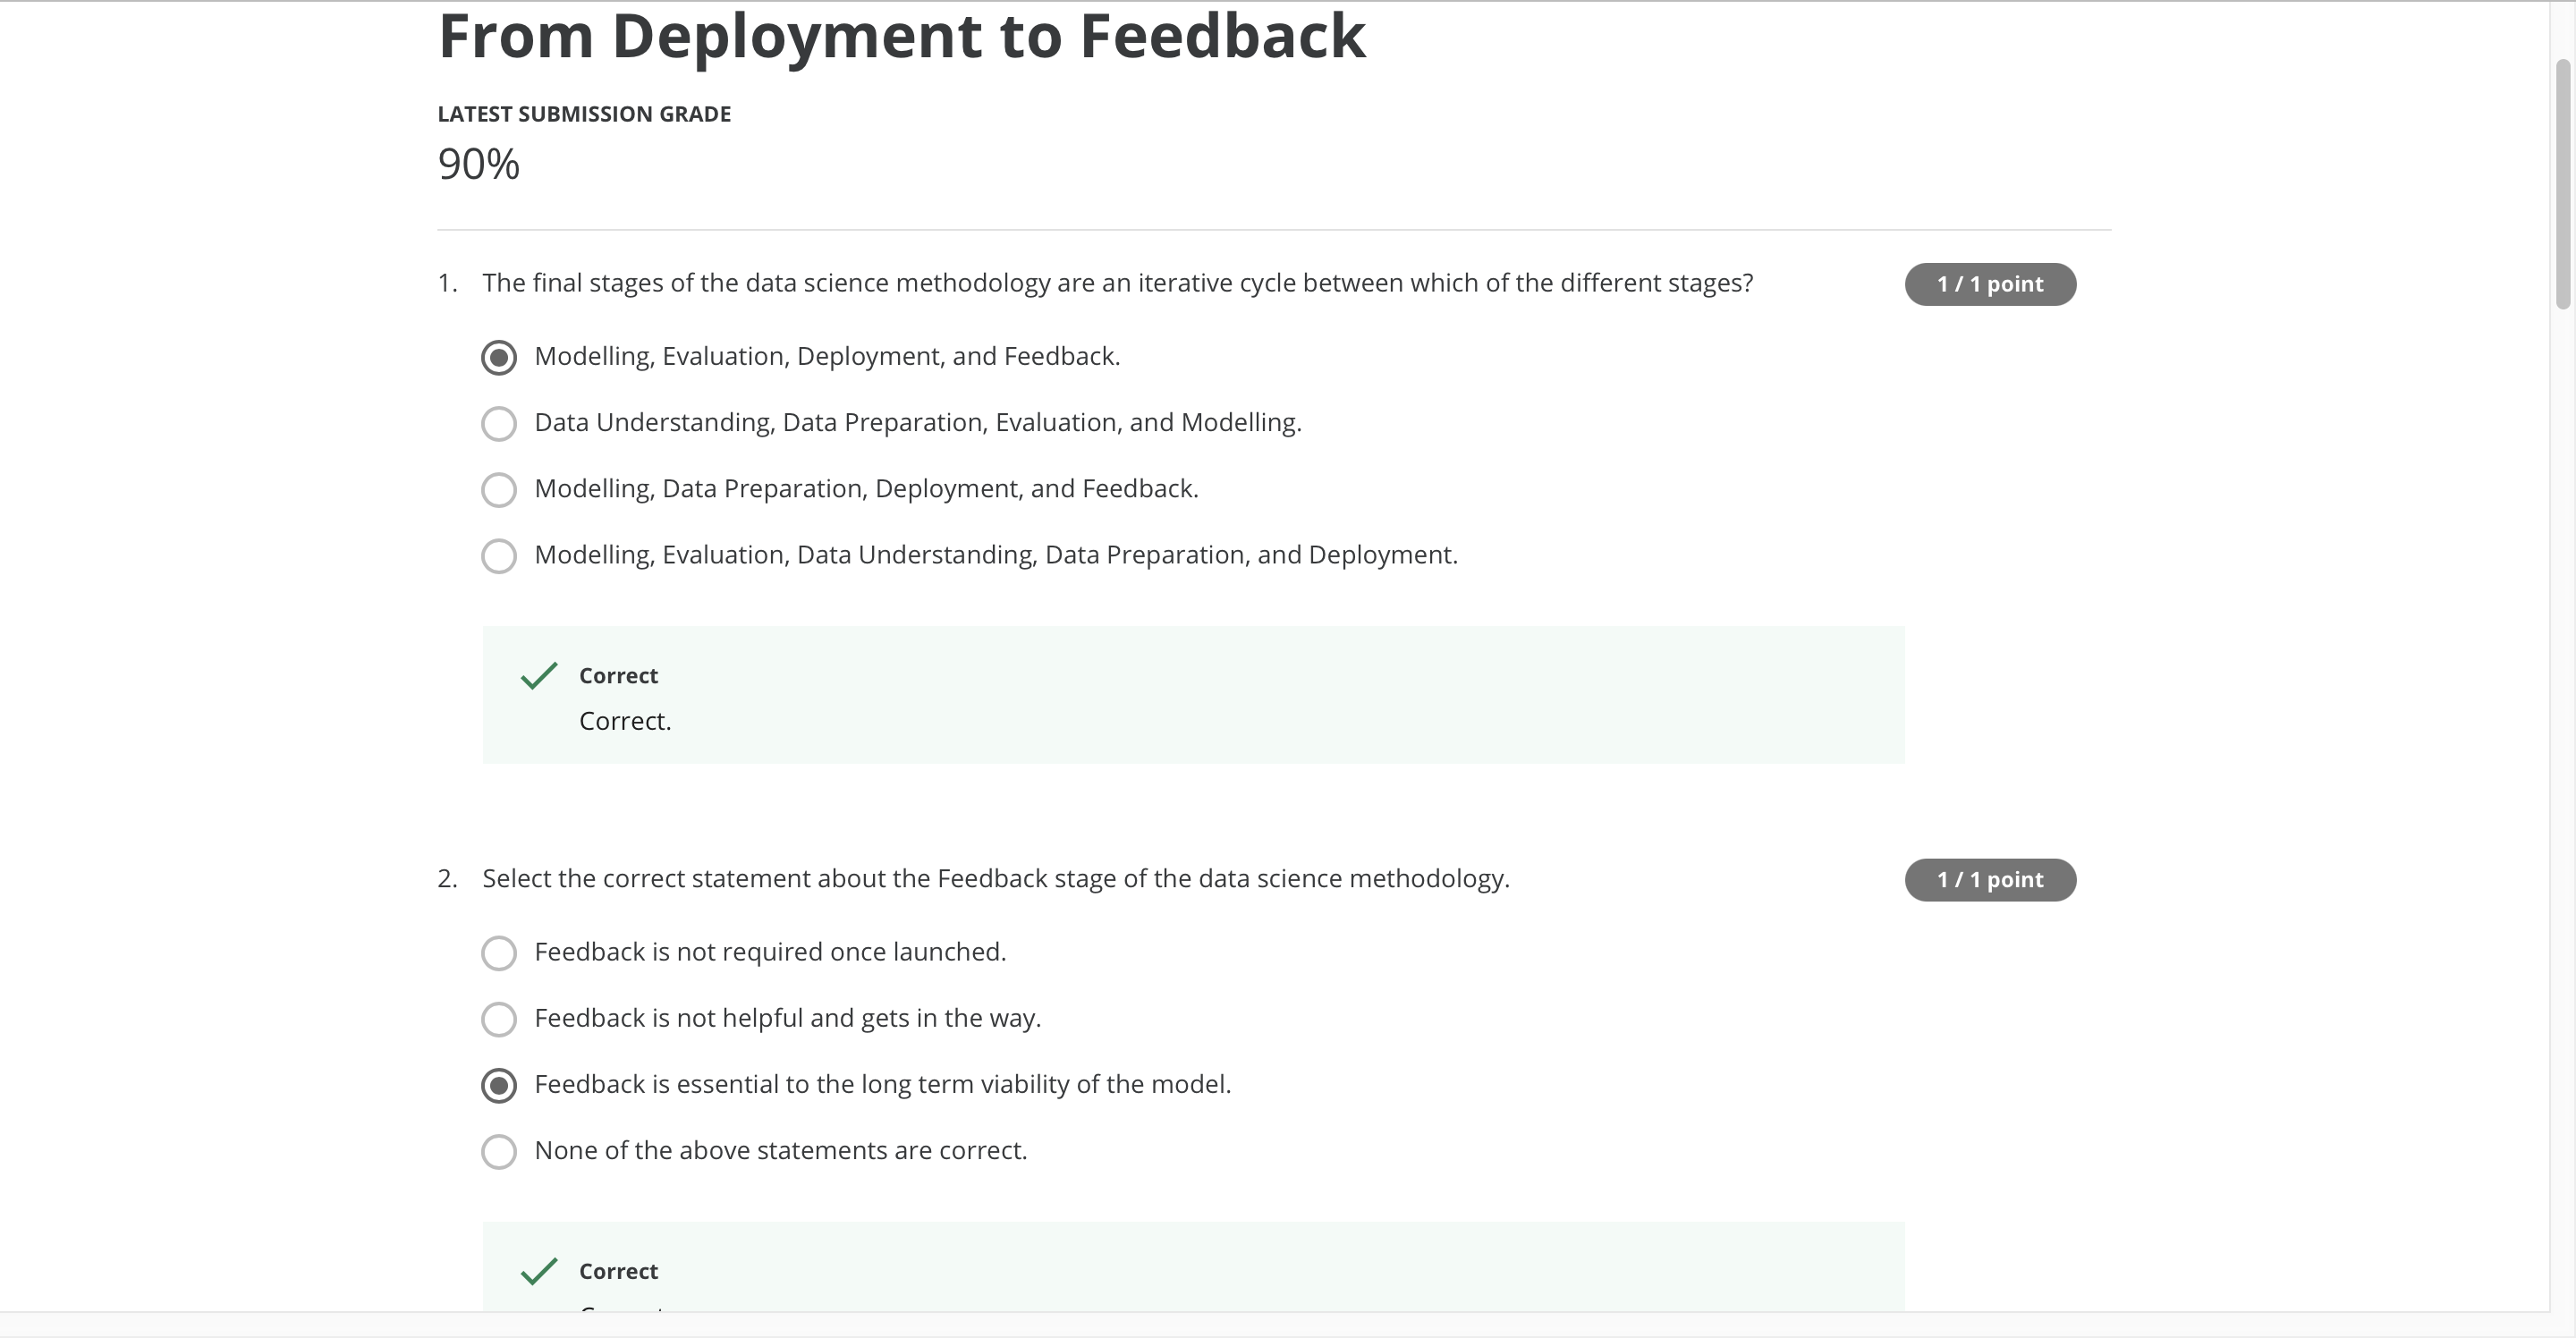 From Deployment to Feedback
LATEST SUBMISSION GRADE
90%
1. The final stages of the data science methodology are an iterative cycle between which of the different stages?
1 / 1 point
Modelling, Evaluation, Deployment, and Feedback.
Data Understanding, Data Preparation, Evaluation, and Modelling.
Modelling, Data Preparation, Deployment, and Feedback.
Modelling, Evaluation, Data Understanding, Data Preparation, and Deployment.
Correct
Correct.
2. Select the correct statement about the Feedback stage of the data science methodology.
1 / 1 point
Feedback is not required once launched.
Feedback is not helpful and gets in the way.
Feedback is essential to the long term viability of the model.
None of the above statements are correct.
Correct